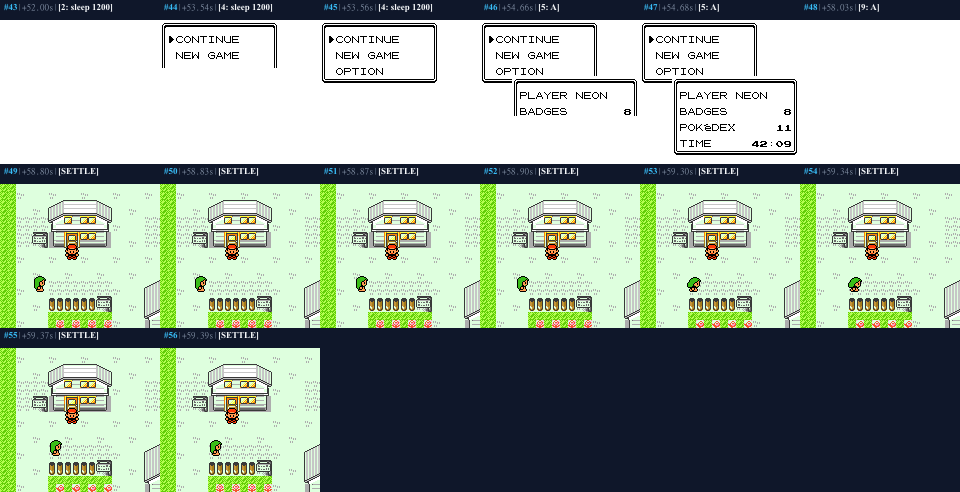 #43|+52.00s| [2: sleep 1200]
#44|+53.54s| [4: sleep 1200]
#45|+53.56s| [4: sleep 1200]
#46|+54.66s| [5: A]
#47|+54.68s| [5: A]
#48|+58.03s| [9: A]
▶CONTINUE
NEW GAME
▶CONTINUE
NEW GAME
OPTION
▶CONTINUE
NEW GAME
OPTION
PLAYER NEON
BADGES 8
▶CONTINUE
NEW GAME
OPTION
PLAYER NEON
BADGES 8
POKéDEX 11
TIME 42:09
#49|+58.80s| [SETTLE]
#50|+58.83s| [SETTLE]
#51|+58.87s| [SETTLE]
#52|+58.90s| [SETTLE]
#53|+59.30s| [SETTLE]
#54|+59.34s| [SETTLE]
#55|+59.37s| [SETTLE]
#56|+59.39s| [SETTLE]